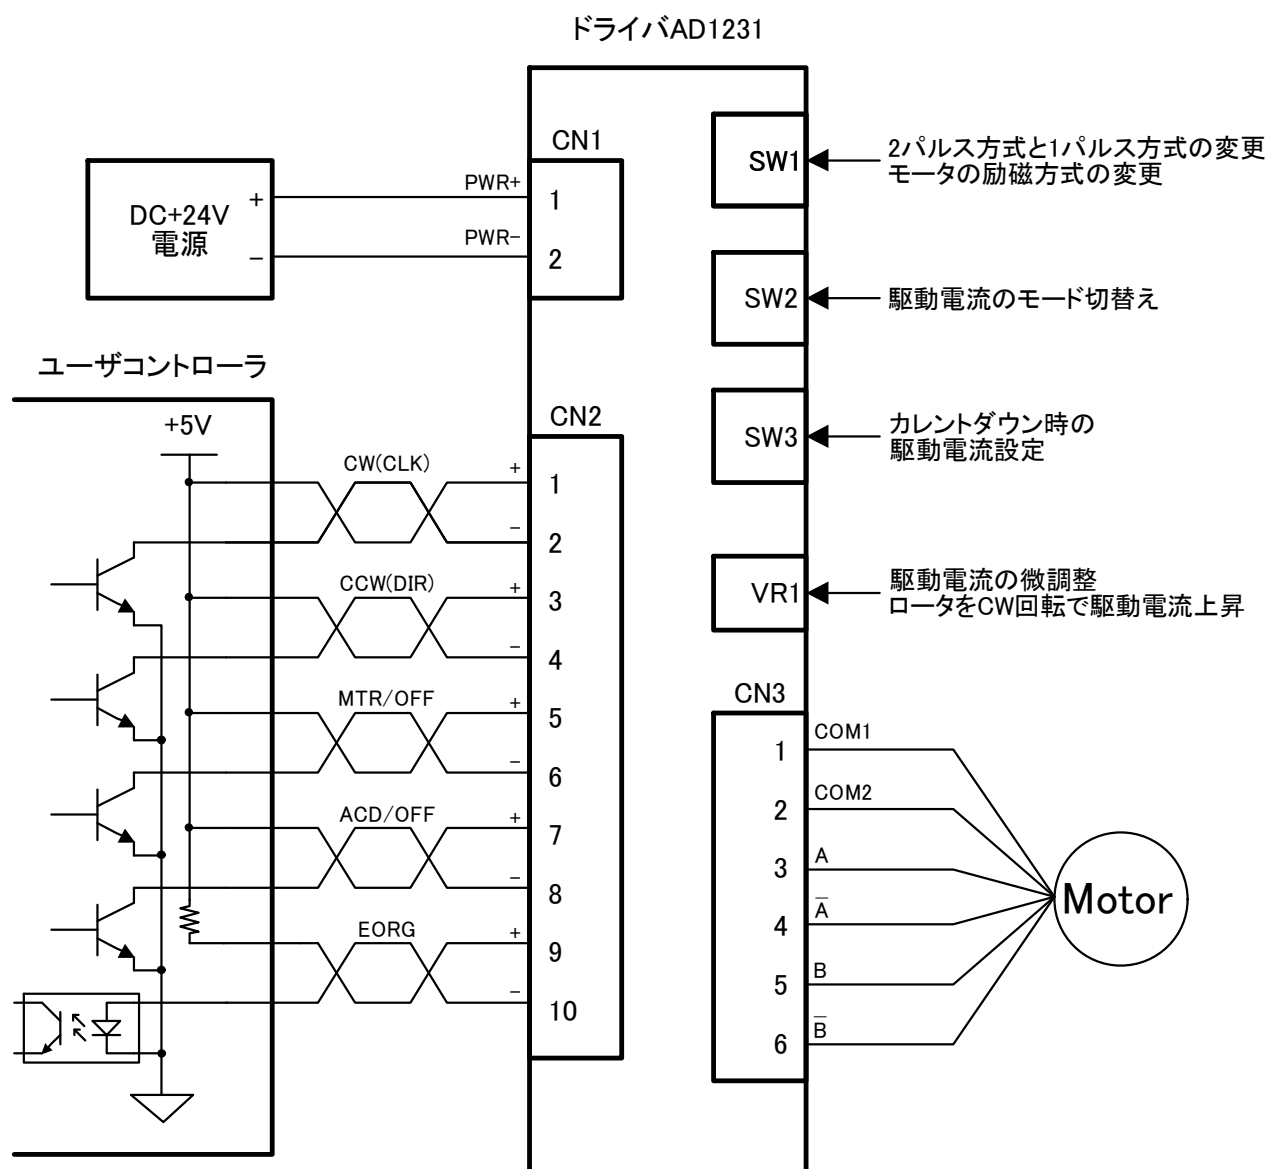 ドライバAD1231
CN1
DC+24V
電源
+
−
PWR+
PWR−
1
2
SW1
2パルス方式と1パルス方式の変更
モータの励磁方式の変更
SW2
駆動電流のモード切替え
SW3
カレントダウン時の
駆動電流設定
VR1
駆動電流の微調整
ロータをCW回転で駆動電流上昇
ユーザコントローラ
+5V
CN2
CW(CLK)
+
1
−
2
CCW(DIR)
+
3
−
4
MTR/OFF
+
5
−
6
ACD/OFF
+
7
−
8
EORG
+
9
−
10
CN3
1
COM1
2
COM2
3
A
4
A̅
5
B
6
B̅
Motor